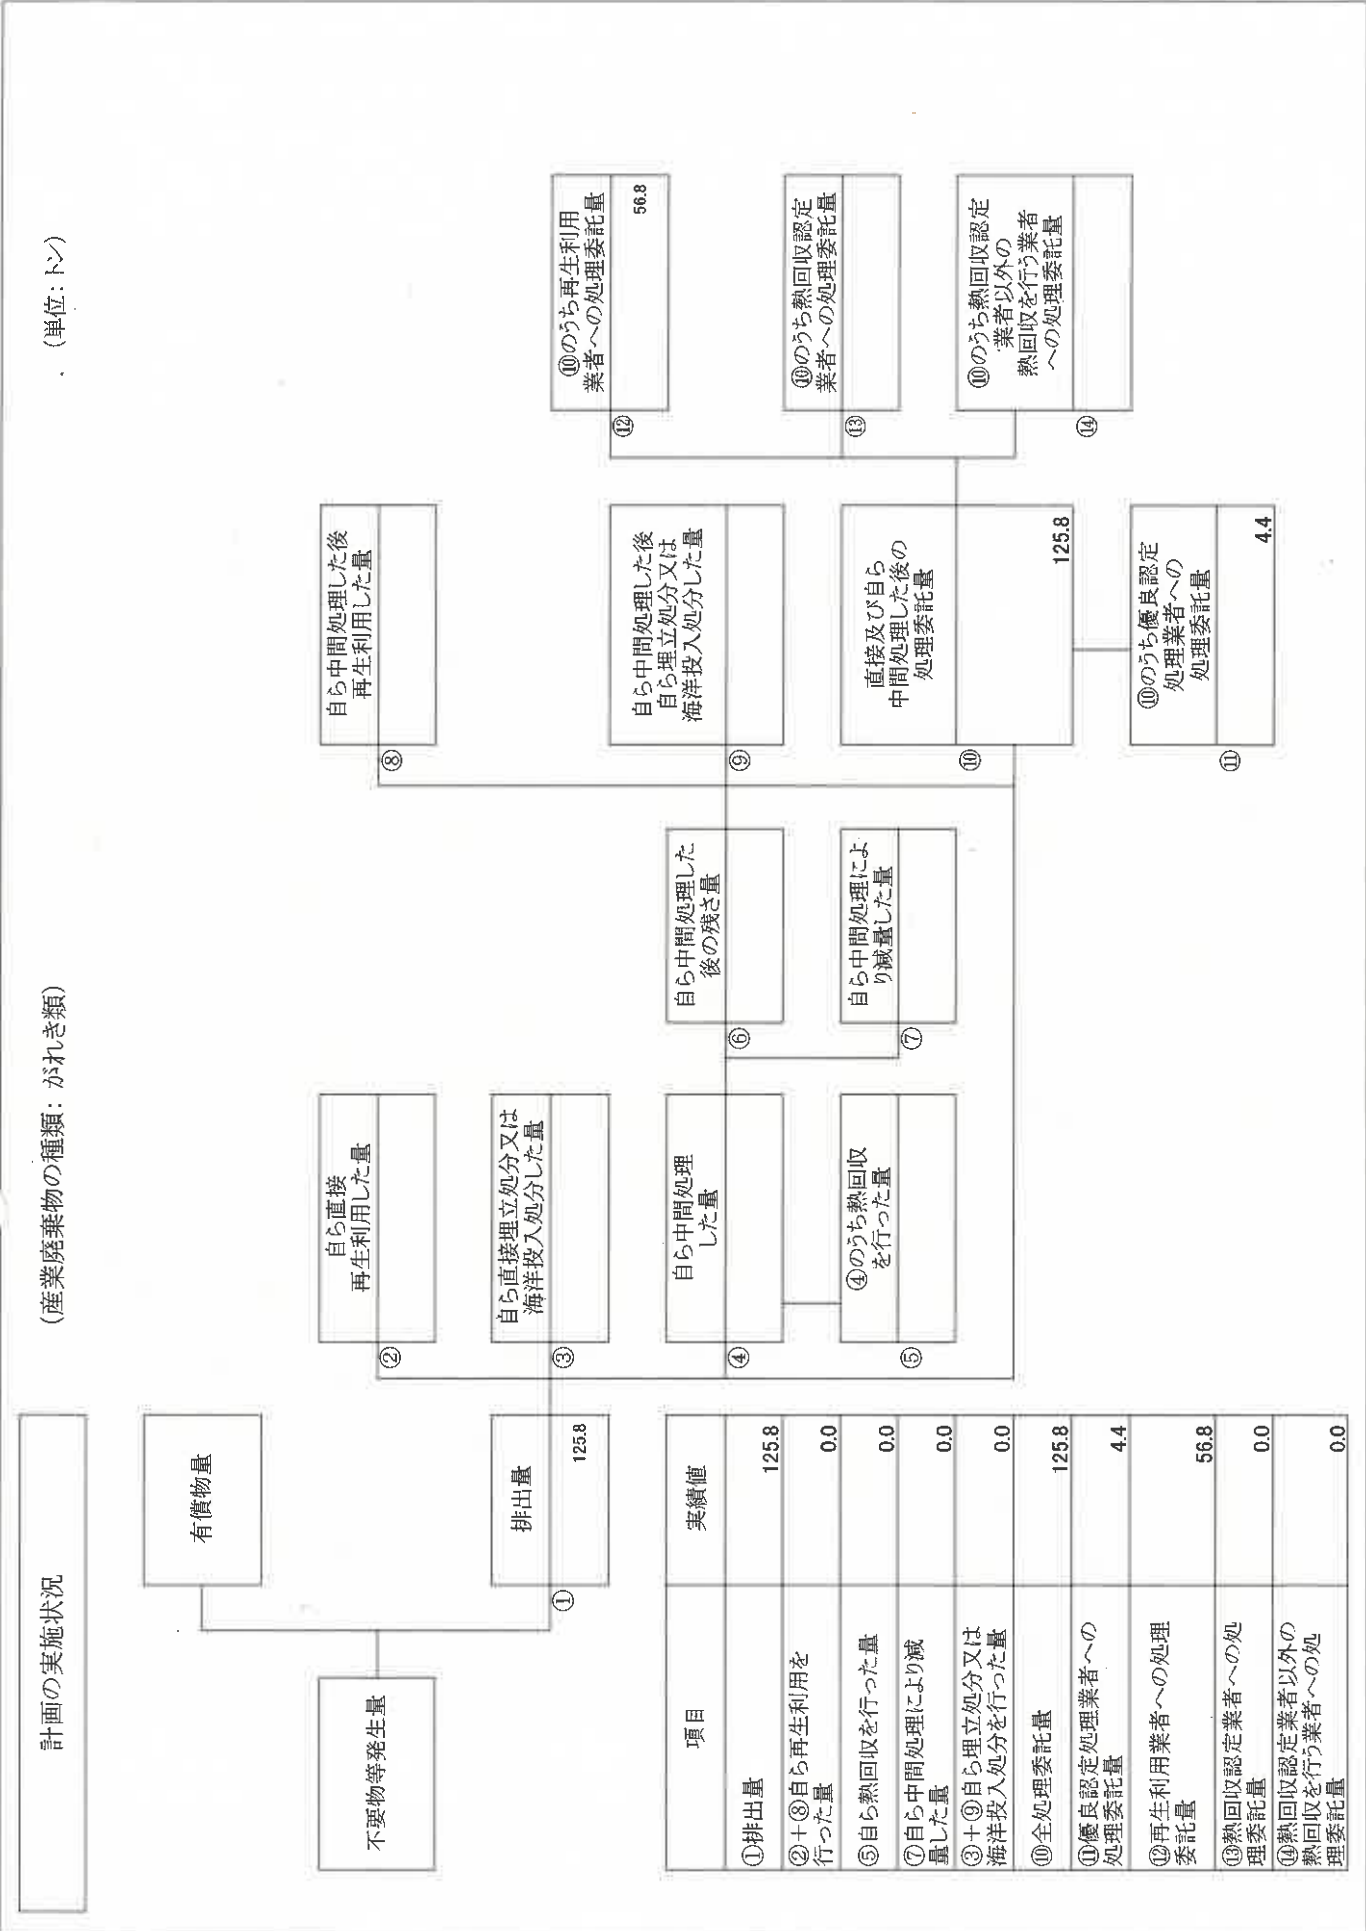 計画の実施状況
(産業廃棄物の種類: がれき類)
(単位: トン)
不要物等発生量
有償物量
①
排出量
125.8
②
自ら直接
再生利用した量
③
自ら直接埋立処分又は
海洋投入処分した量
④
自ら中間処理
した量
⑤
④のうち熱回収
を行った量
⑥
自ら中間処理した
後の残さ量
⑦
自ら中間処理によ
り減量した量
⑧
自ら中間処理した後
再生利用した量
⑨
自ら中間処理した後
自ら埋立処分又は
海洋投入処分した量
⑩
直接及び自ら
中間処理した後の
処理委託量
125.8
⑪
⑩のうち優良認定
処理業者への
処理委託量
4.4
⑫
⑩のうち再生利用
業者への処理委託量
56.8
⑬
⑩のうち熱回収認定
業者への処理委託量
⑭
⑩のうち熱回収認定
業者以外の
熱回収を行う業者
への処理委託量
項目 実績値
①排出量 125.8
②+⑧自ら再生利用を
行った量 0.0
⑤自ら熱回収を行った量 0.0
⑦自ら中間処理により減
量した量 0.0
③+⑨自ら埋立処分又は
海洋投入処分を行った量 0.0
⑩全処理委託量 125.8
⑪優良認定処理業者への
処理委託量 4.4
⑫再生利用業者への処理
委託量 56.8
⑬熱回収認定業者への処
理委託量 0.0
⑭熱回収認定業者以外の
熱回収を行う業者への処
理委託量 0.0